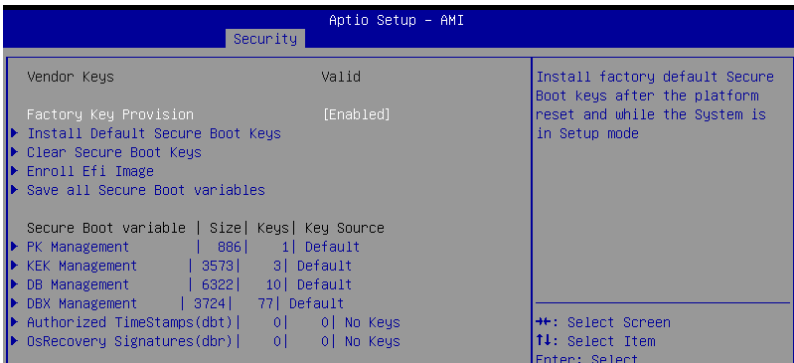 Aptio Setup - AMI
Security
Vendor Keys Valid
Factory Key Provision [Enabled]
Install Default Secure Boot Keys
Clear Secure Boot Keys
Enroll Efi Image
Save all Secure Boot variables
Secure Boot variable | Size| Keys| Key Source
PK Management | 886| 1| Default
KEK Management | 3573| 3| Default
DB Management | 6322| 10| Default
DBX Management | 3724| 77| Default
Authorized TimeStamps(dbt)| 0| 0| No Keys
OsRecovery Signatures(dbr)| 0| 0| No Keys
Install factory default Secure
Boot keys after the platform
reset and while the System is
in Setup mode
→←: Select Screen
↑↓: Select Item
Enter: Select